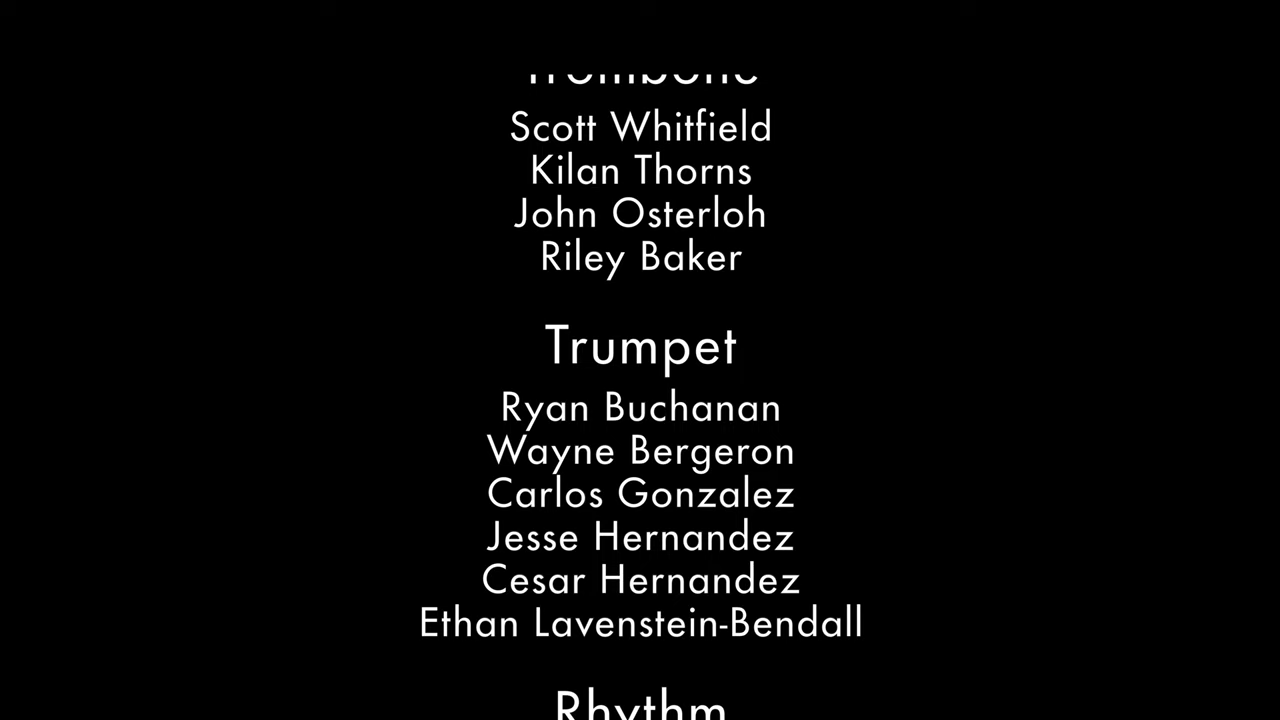 Trombone
Scott Whitfield
Kilan Thorns
John Osterloh
Riley Baker
Trumpet
Ryan Buchanan
Wayne Bergeron
Carlos Gonzalez
Jesse Hernandez
Cesar Hernandez
Ethan Lavenstein-Bendall
Rhythm